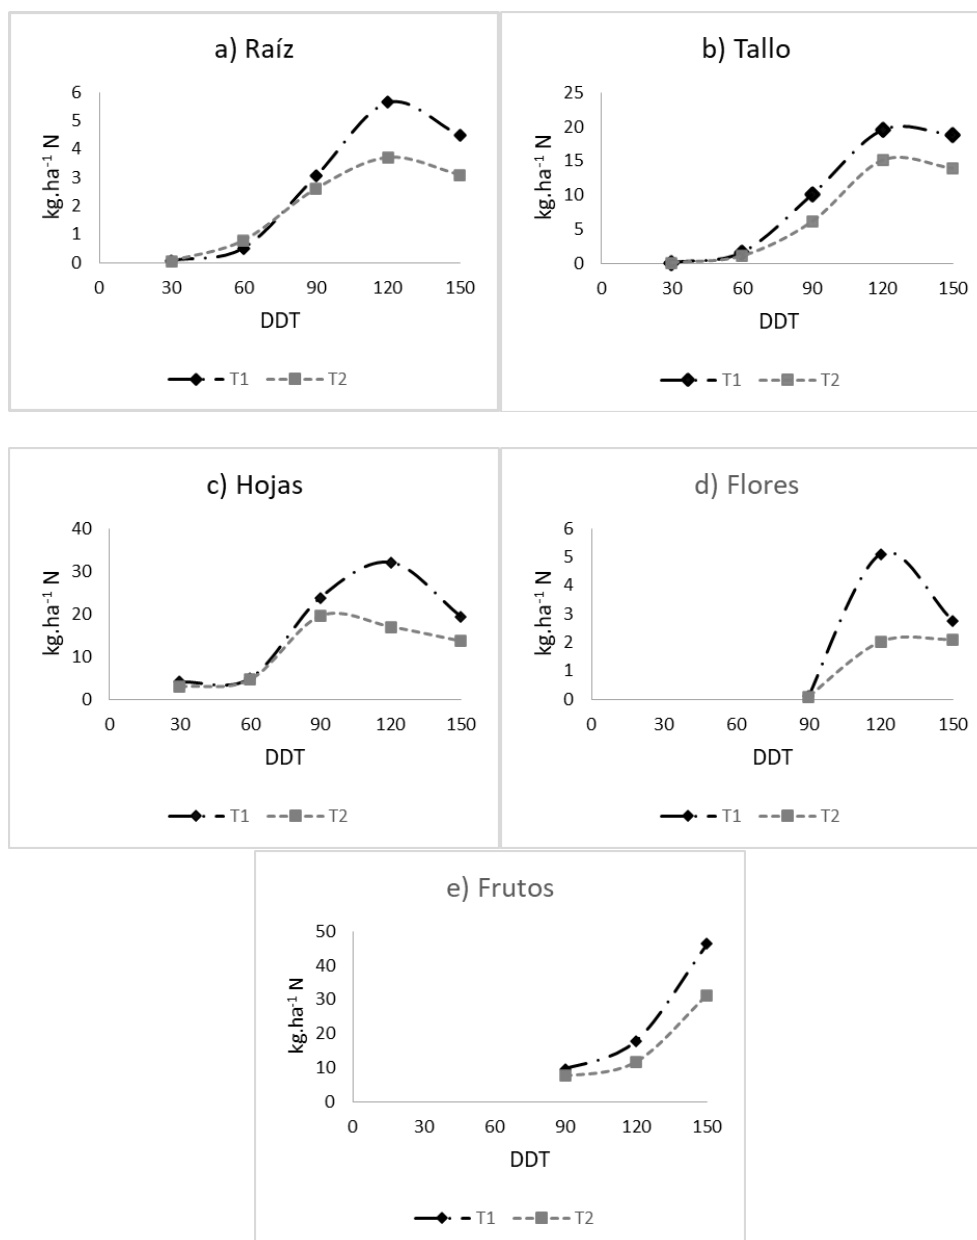 a) Raíz
6
5
4
3
2
1
0
kg.ha⁻¹ N
0 30 60 90 120 150
DDT
T1 T2
b) Tallo
25
20
15
10
5
0
kg.ha⁻¹ N
0 30 60 90 120 150
DDT
T1 T2
c) Hojas
40
30
20
10
0
kg.ha⁻¹ N
0 30 60 90 120 150
DDT
T1 T2
d) Flores
6
5
4
3
2
1
0
kg.ha⁻¹ N
0 30 60 90 120 150
DDT
T1 T2
e) Frutos
50
40
30
20
10
0
kg.ha⁻¹ N
0 30 60 90 120 150
DDT
T1 T2